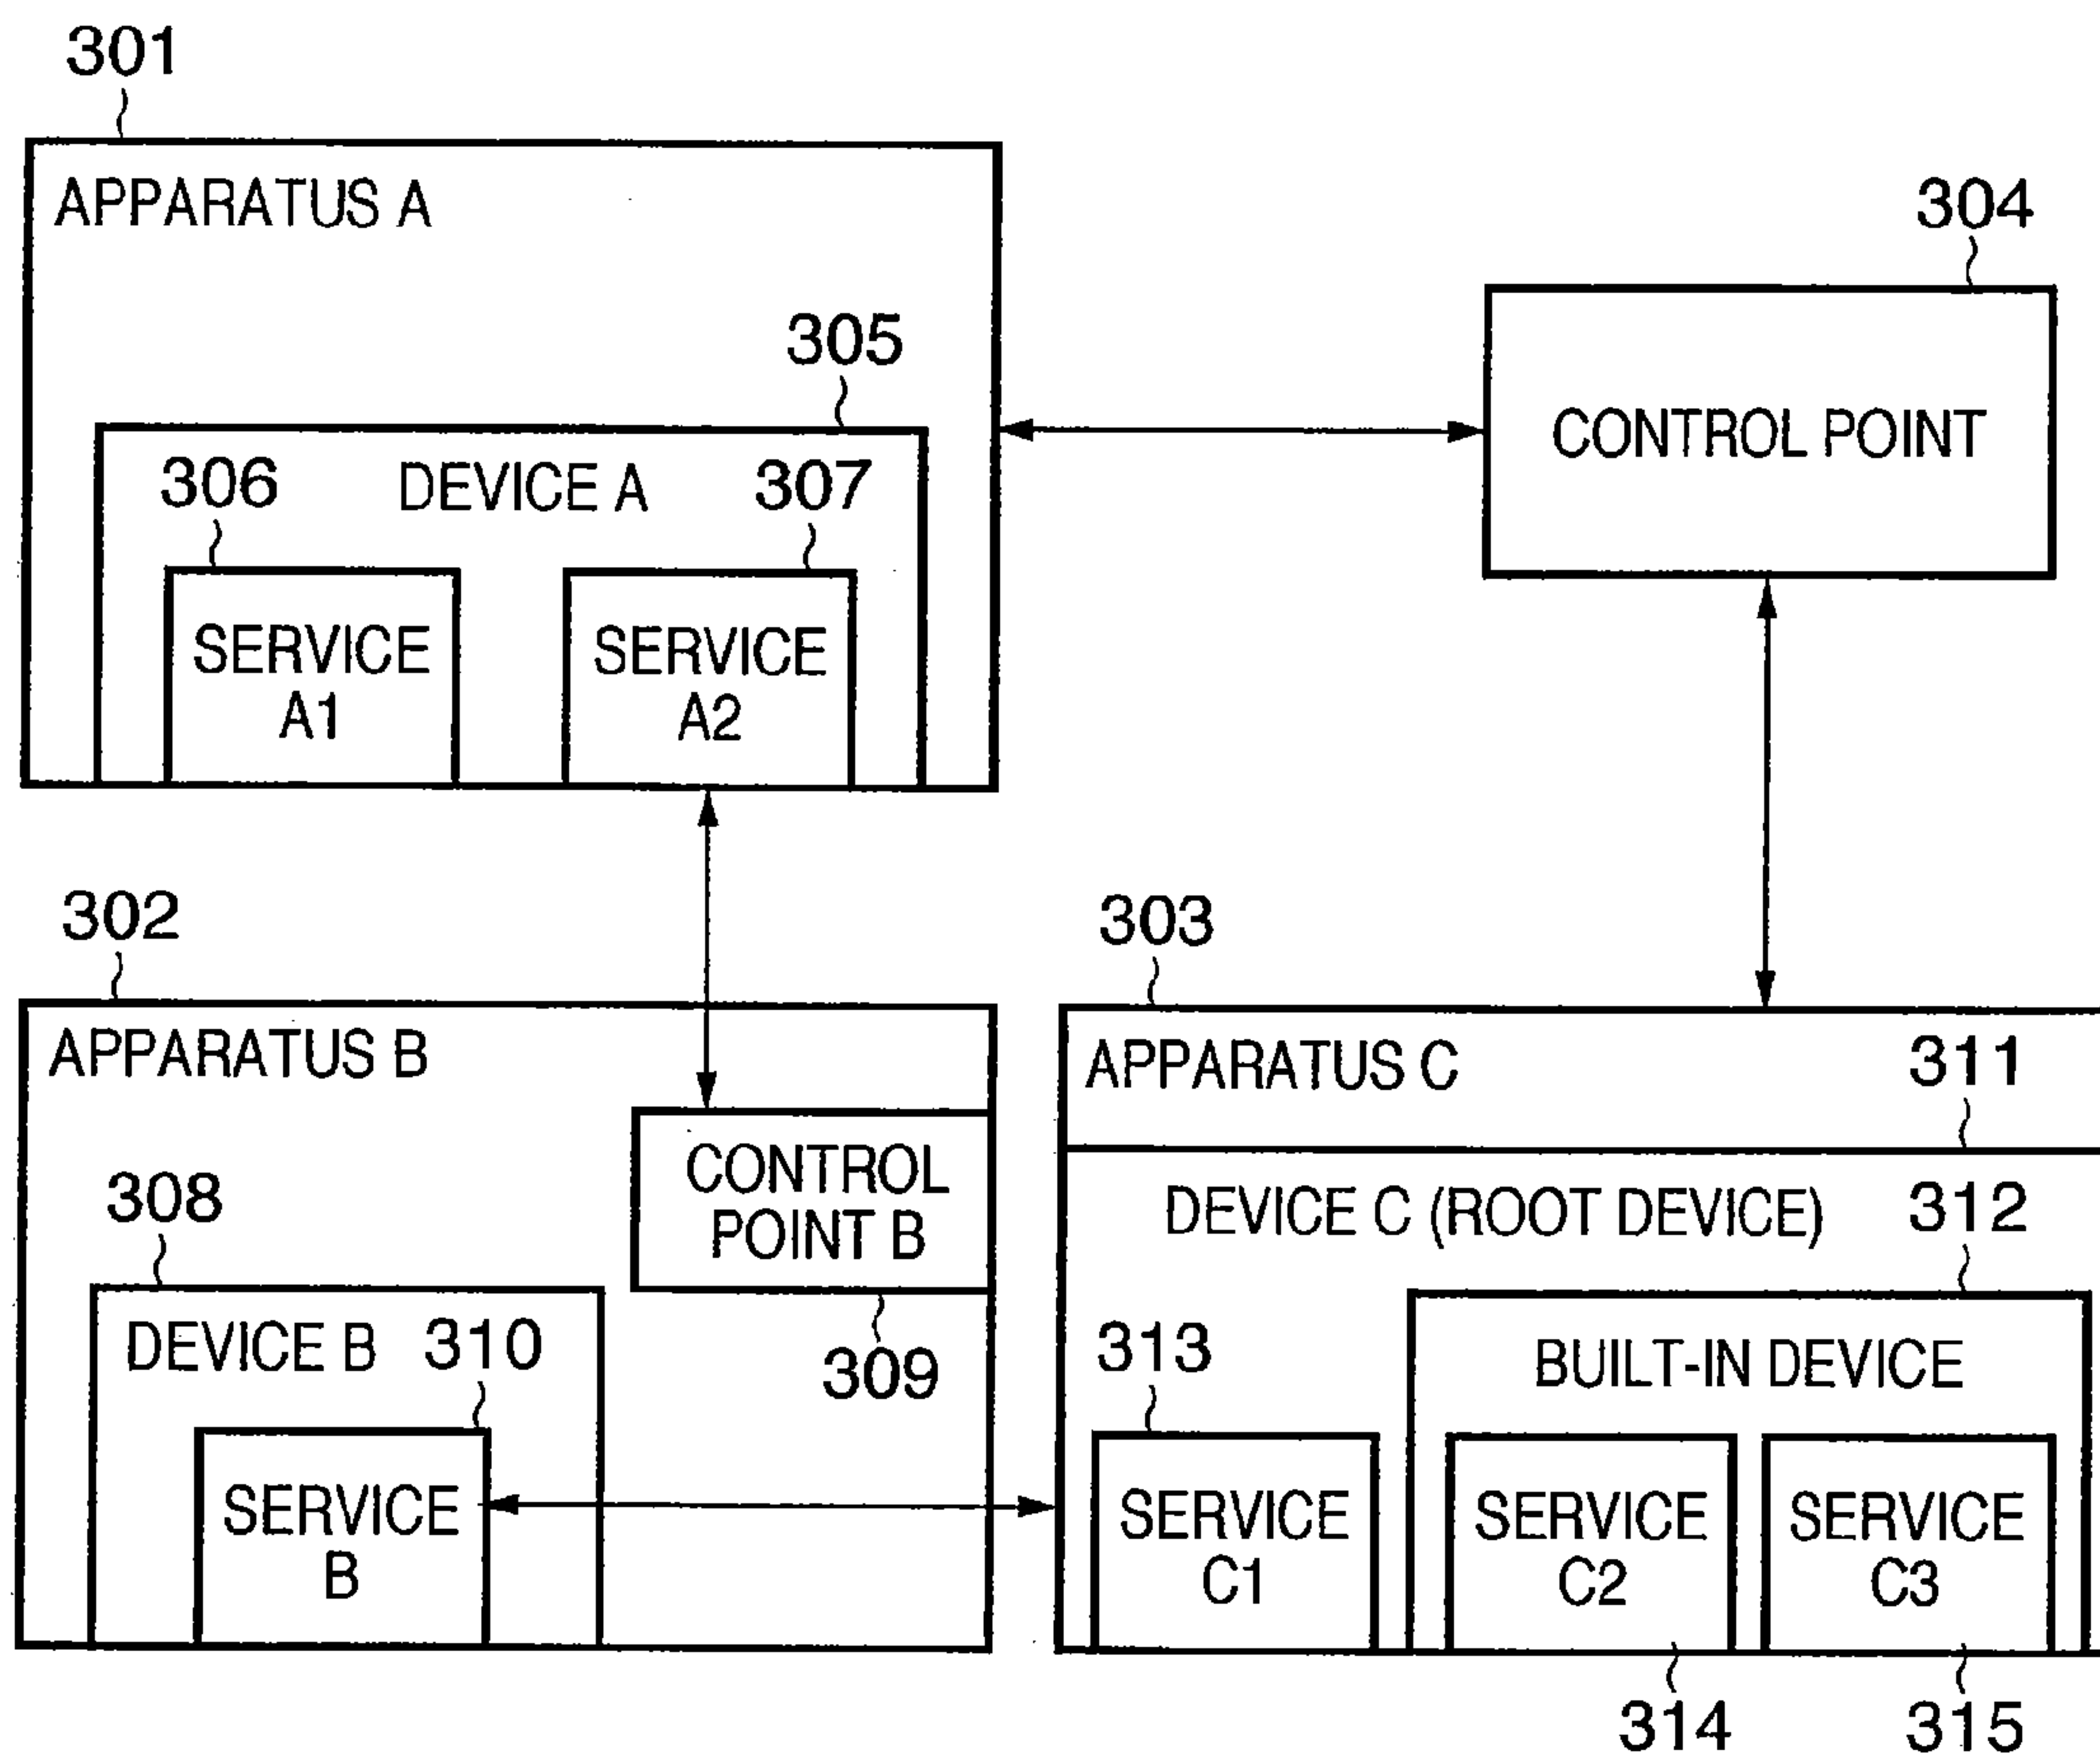 301
APPARATUS A
304
305
CONTROL POINT
306
DEVICE A
307
SERVICE
A1
SERVICE
A2
302
303
APPARATUS B
APPARATUS C
311
CONTROL
POINT B
308
DEVICE C (ROOT DEVICE)
312
DEVICE B
310
309
313
BUILT-IN DEVICE
SERVICE
B
SERVICE
C1
SERVICE
C2
SERVICE
C3
314
315